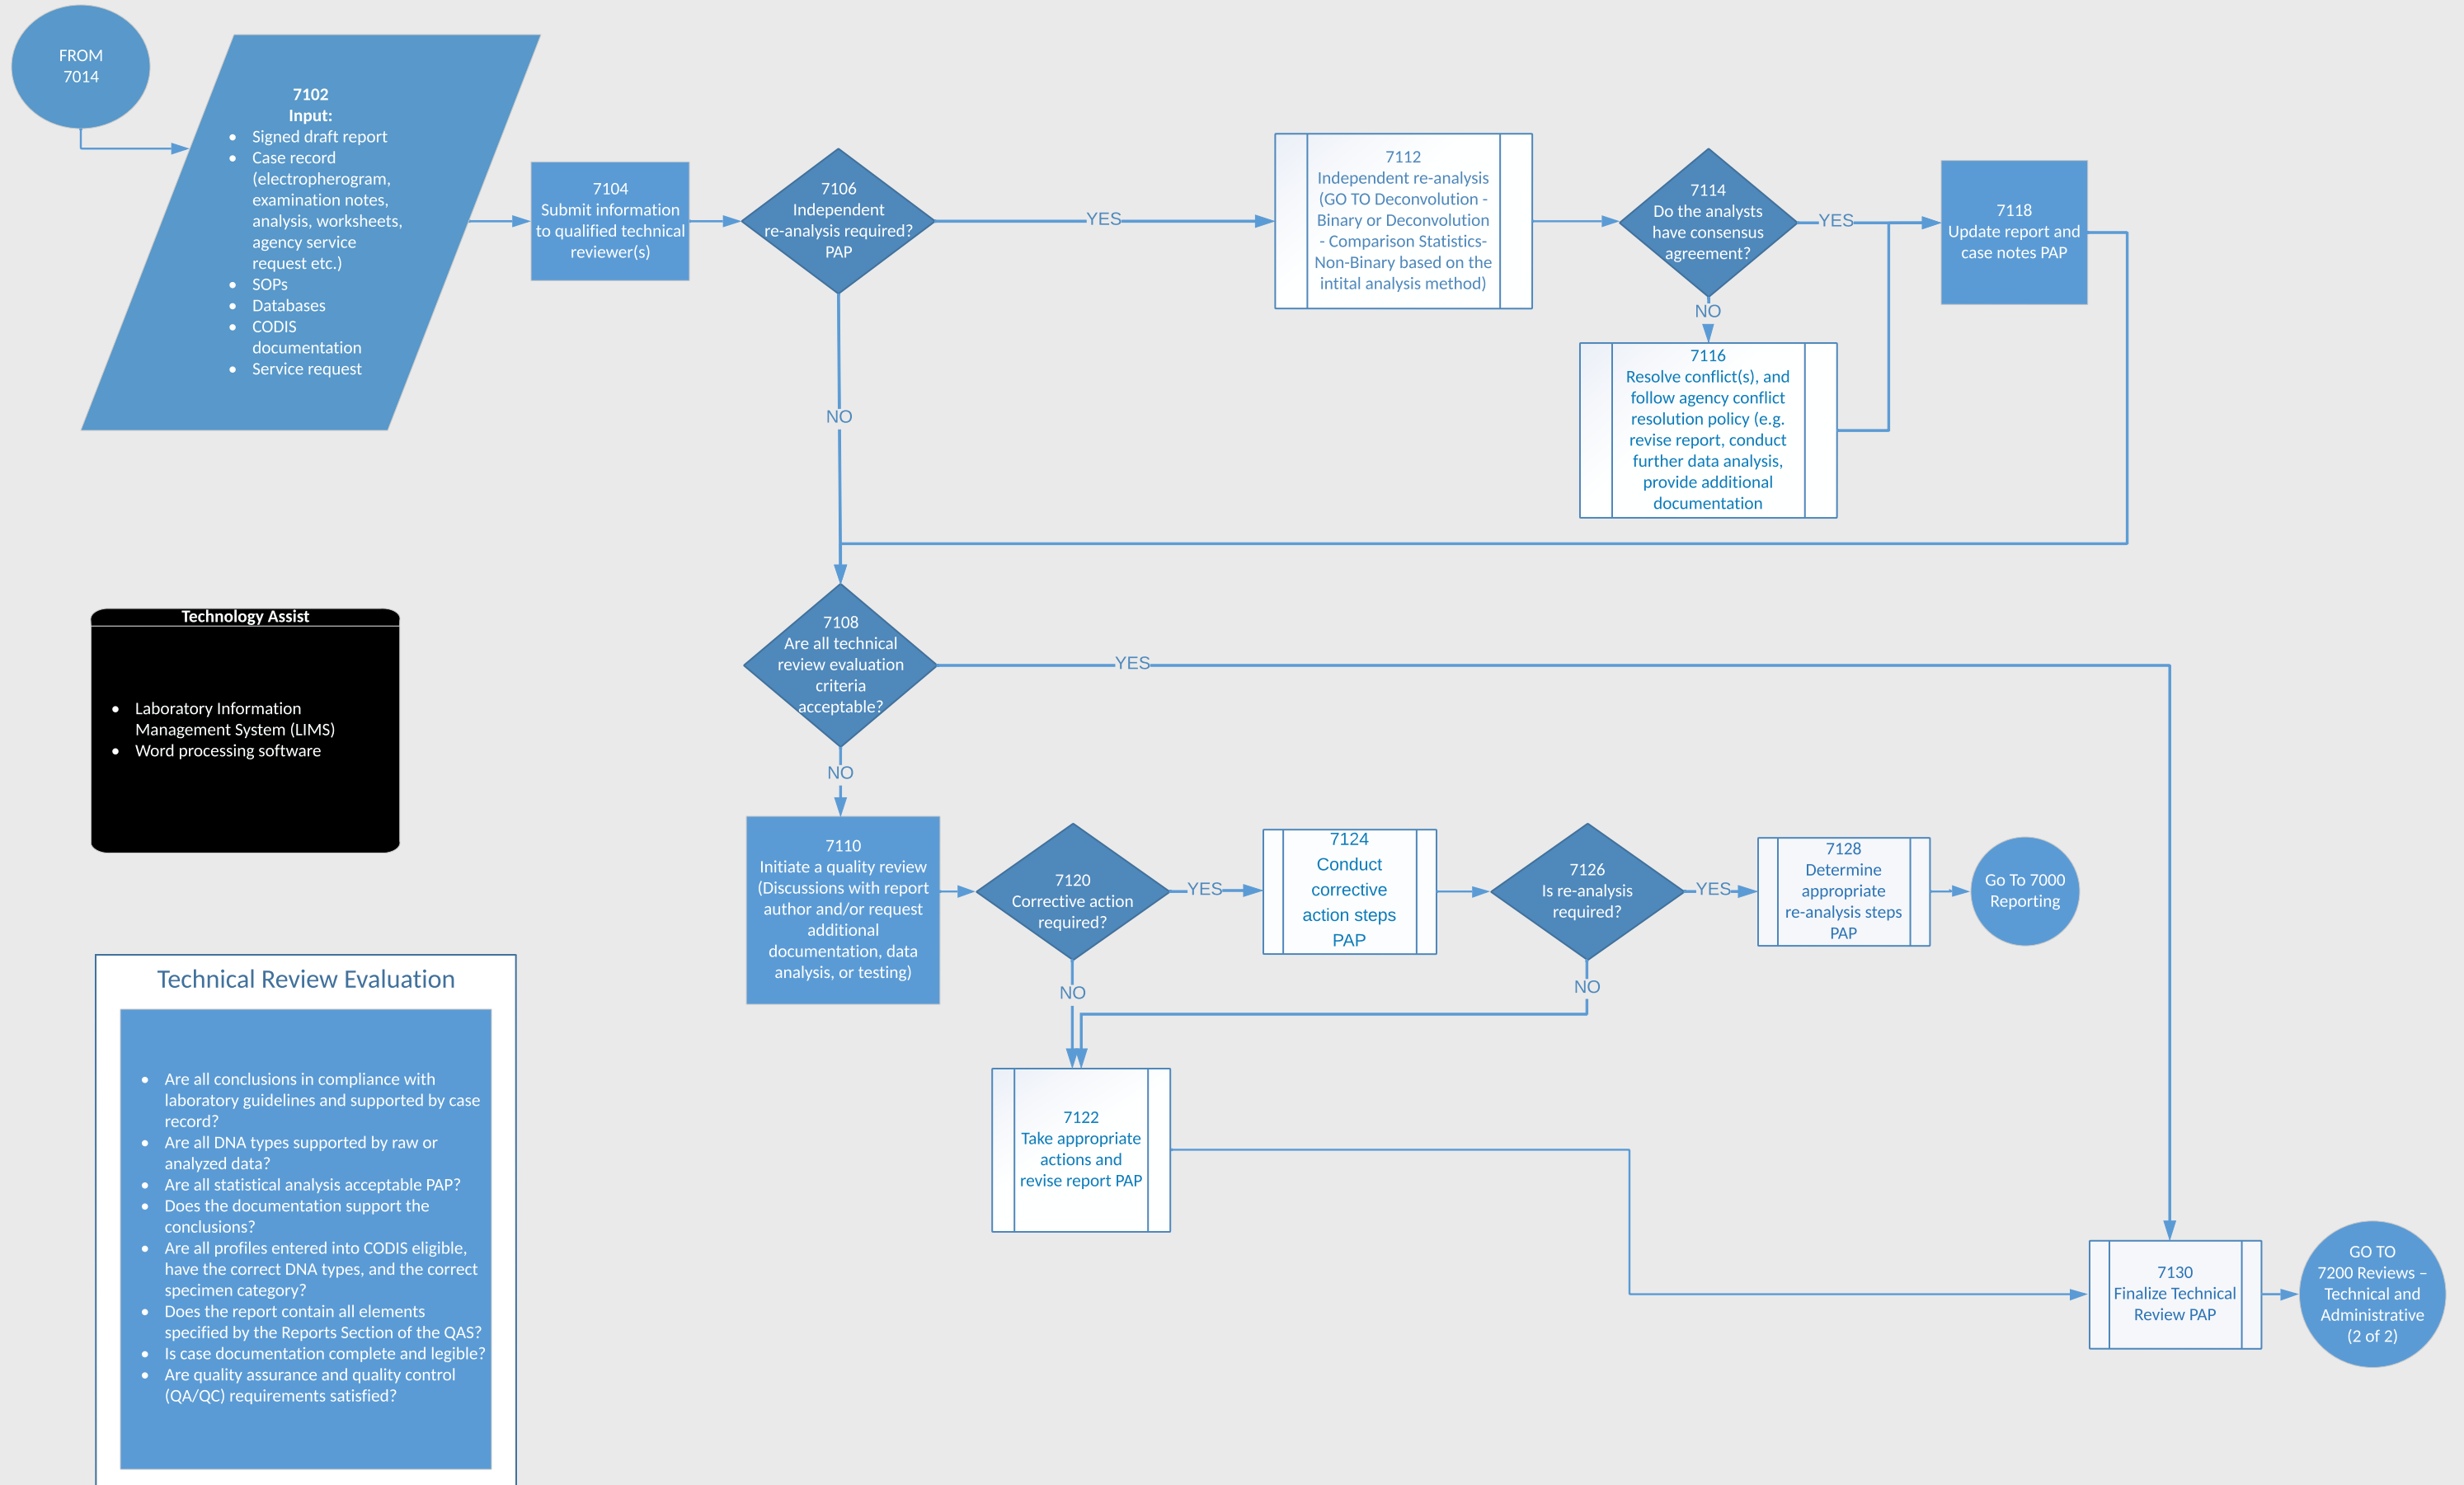 FROM
7014
7102
Input:
• Signed draft report
• Case record
(electropherogram,
examination notes,
analysis, worksheets,
agency service
request etc.)
• SOPs
• Databases
• CODIS
documentation
• Service request
7104
Submit information
to qualified technical
reviewer(s)
7106
Independent
re-analysis required?
PAP
YES
NO
7112
Independent re-analysis
(GO TO Deconvolution -
Binary or Deconvolution
- Comparison Statistics-
Non-Binary based on the
intital analysis method)
7114
Do the analysts
have consensus
agreement?
YES
NO
7118
Update report and
case notes PAP
7116
Resolve conflict(s), and
follow agency conflict
resolution policy (e.g.
revise report, conduct
further data analysis,
provide additional
documentation
7108
Are all technical
review evaluation
criteria
acceptable?
YES
NO
Technology Assist
• Laboratory Information
Management System (LIMS)
• Word processing software
7110
Initiate a quality review
(Discussions with report
author and/or request
additional
documentation, data
analysis, or testing)
7120
Corrective action
required?
YES
NO
7124
Conduct
corrective
action steps
PAP
7126
Is re-analysis
required?
YES
NO
7128
Determine
appropriate
re-analysis steps
PAP
Go To 7000
Reporting
7122
Take appropriate
actions and
revise report PAP
7130
Finalize Technical
Review PAP
GO TO
7200 Reviews –
Technical and
Administrative
(2 of 2)
Technical Review Evaluation
• Are all conclusions in compliance with
laboratory guidelines and supported by case
record?
• Are all DNA types supported by raw or
analyzed data?
• Are all statistical analysis acceptable PAP?
• Does the documentation support the
conclusions?
• Are all profiles entered into CODIS eligible,
have the correct DNA types, and the correct
specimen category?
• Does the report contain all elements
specified by the Reports Section of the QAS?
• Is case documentation complete and legible?
• Are quality assurance and quality control
(QA/QC) requirements satisfied?